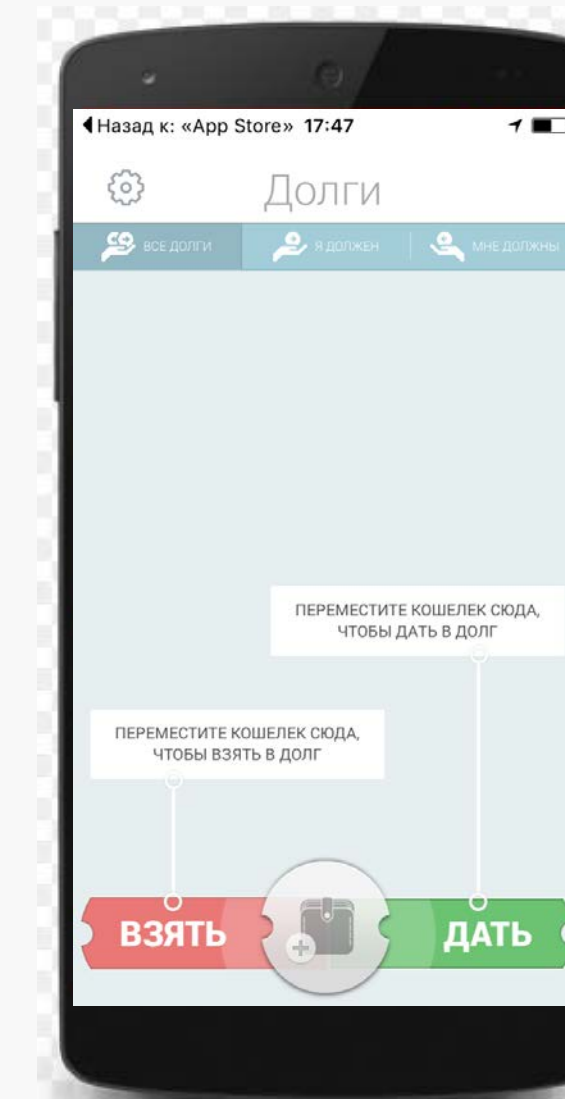 Назад к: «App Store» 17:47
Долги
ВСЕ ДОЛГИ
Я ДОЛЖЕН
МНЕ ДОЛЖНЫ
ПЕРЕМЕСТИТЕ КОШЕЛЕК СЮДА,
ЧТОБЫ ДАТЬ В ДОЛГ
ПЕРЕМЕСТИТЕ КОШЕЛЕК СЮДА,
ЧТОБЫ ВЗЯТЬ В ДОЛГ
ВЗЯТЬ
ДАТЬ